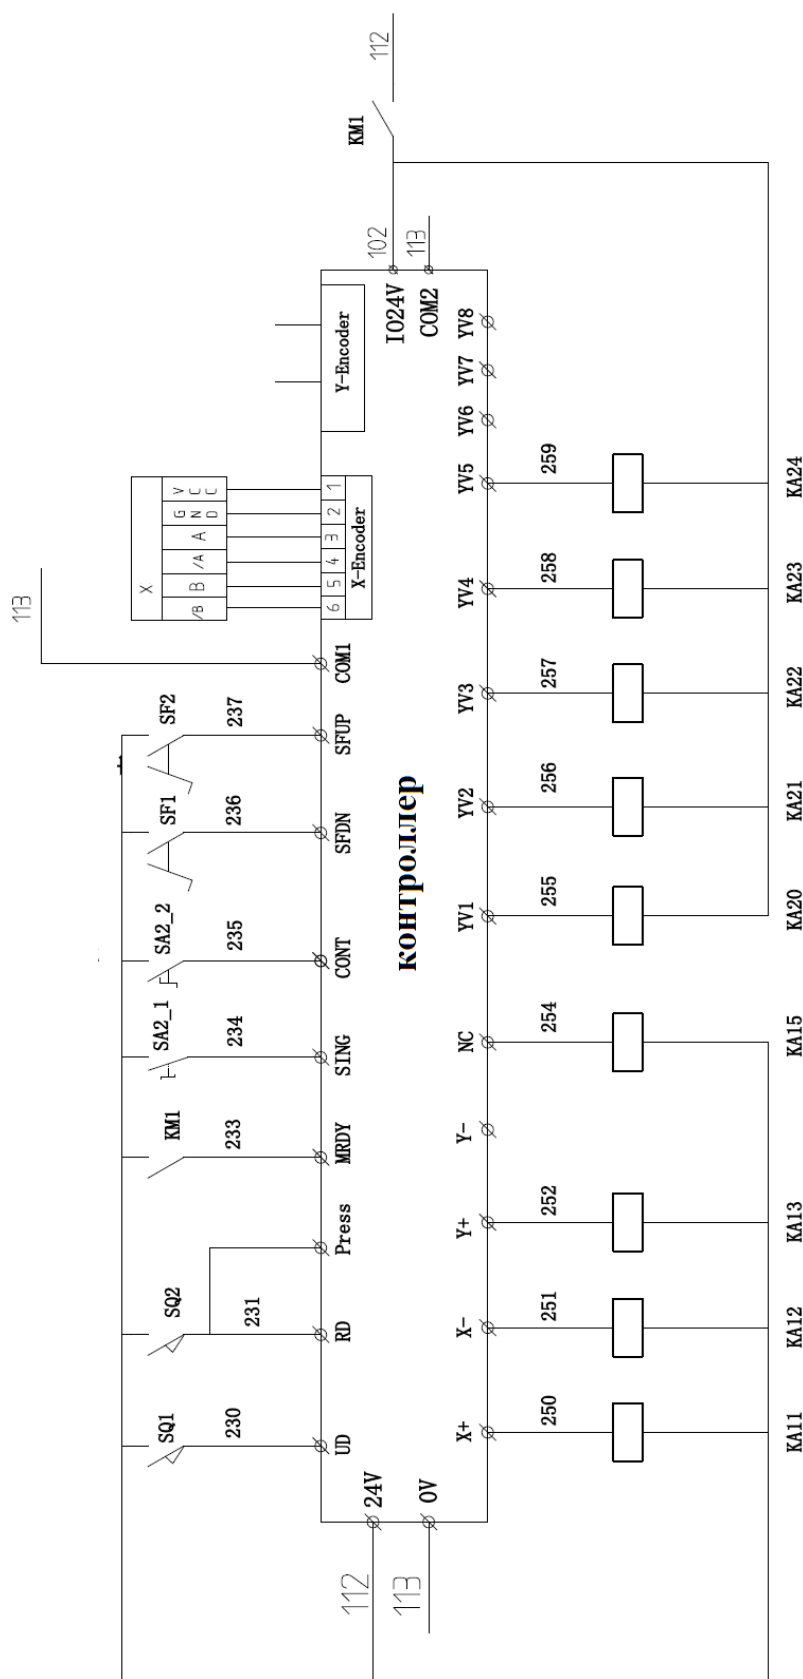 112
KM1
102
113
IO24V
COM2
Y-Encoder
X
/B
B
/A
A
GND
VCC
6
5
4
3
2
1
X-Encoder
113
SQ1
SQ2
KM1
SA2_1
SA2_2
SF1
SF2
230
231
233
234
235
236
237
UD
RD
Press
MRDY
SING
CONT
SFDN
SFUP
COM1
контроллер
112
24V
113
0V
X+
X-
Y+
Y-
NC
YV1
YV2
YV3
YV4
YV5
YV6
YV7
YV8
250
251
252
254
255
256
257
258
259
KA11
KA12
KA13
KA15
KA20
KA21
KA22
KA23
KA24